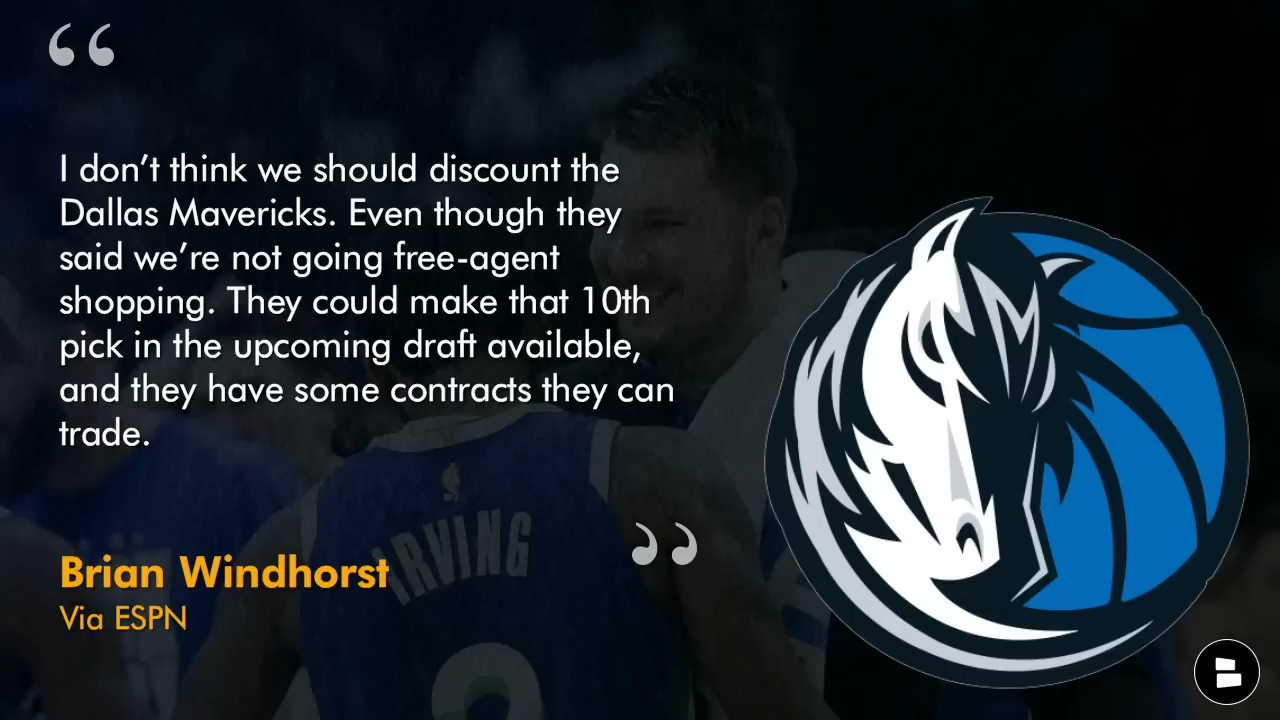 “
I don’t think we should discount the
Dallas Mavericks. Even though they
said we’re not going free-agent
shopping. They could make that 10th
pick in the upcoming draft available,
and they have some contracts they can
trade.
”
Brian Windhorst
Via ESPN
IRVING
2
B